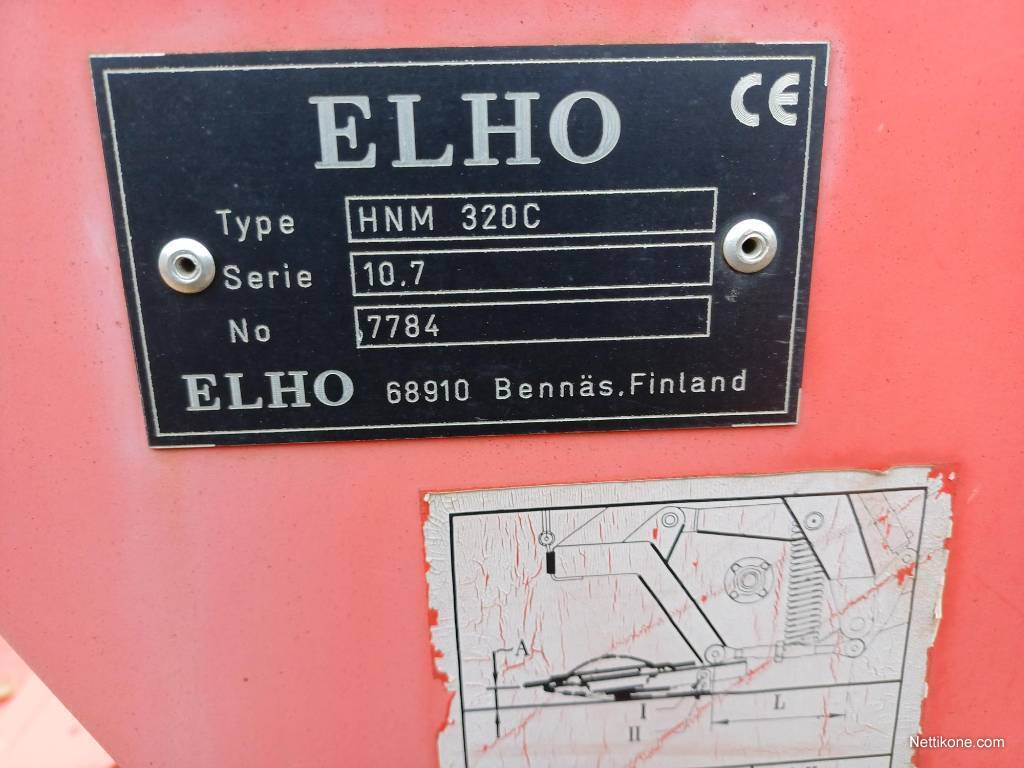 ELHO
CE
Type HNM 320C
Serie 10.7
No 7784
ELHO 68910 Bennäs.Finland
A
I
II
L
Nettikone.com